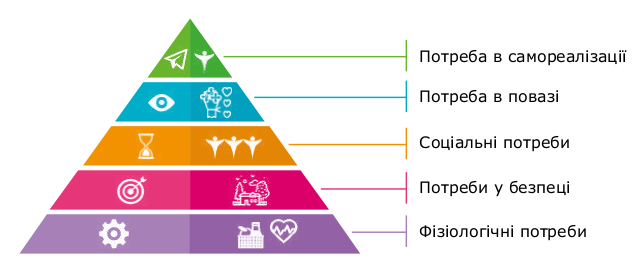 Потреба в самореалізації
Потреба в повазі
Соціальні потреби
Потреби у безпеці
Фізіологічні потреби